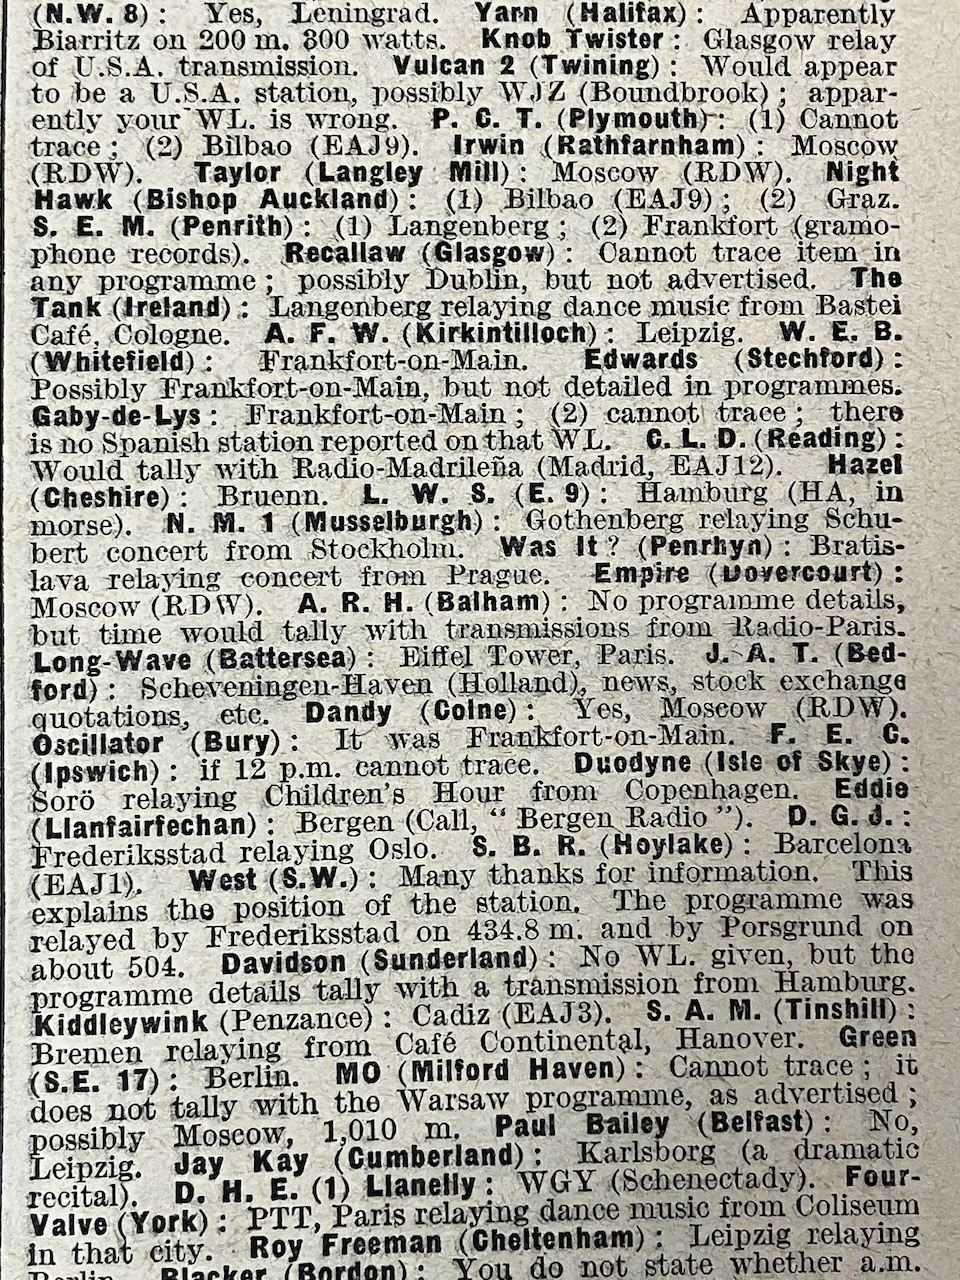 (N.W. 8) : Yes, Leningrad. Yarn (Halifax) : Apparently
Biarritz on 200 m. 300 watts. Knob Twister : Glasgow relay
of U.S.A. transmission. Vulcan 2 (Twining) : Would appear
to be a U.S.A. station, possibly WJZ (Boundbrook) ; appar-
ently your WL. is wrong. P. C. T. (Plymouth) : (1) Cannot
trace ; (2) Bilbao (EAJ9). Irwin (Rathfarnham) : Moscow
(RDW). Taylor (Langley Mill) : Moscow (RDW). Night
Hawk (Bishop Auckland) : (1) Bilbao (EAJ9) ; (2) Graz.
S. E. M. (Penrith) : (1) Langenberg ; (2) Frankfort (gramo-
phone records). Recallaw (Glasgow) : Cannot trace item in
any programme ; possibly Dublin, but not advertised. The
Tank (Ireland) : Langenberg relaying dance music from Bastei
Café, Cologne. A. F. W. (Kirkintilloch) : Leipzig. W. E. B.
(Whitefield) : Frankfort-on-Main. Edwards (Stechford) :
Possibly Frankfort-on-Main, but not detailed in programmes.
Gaby-de-Lys : Frankfort-on-Main ; (2) cannot trace ; there
is no Spanish station reported on that WL. C. L. D. (Reading) :
Would tally with Radio-Madrileña (Madrid, EAJ12). Hazel
(Cheshire) : Bruenn. L. W. S. (E. 9) : Hamburg (HA, in
morse). N. M. 1 (Musselburgh) : Gothenberg relaying Schu-
bert concert from Stockholm. Was It ? (Penrhyn) : Bratis-
lava relaying concert from Prague. Empire (Dovercourt) :
Moscow (RDW). A. R. H. (Balham) : No programme details,
but time would tally with transmissions from Radio-Paris.
Long-Wave (Battersea) : Eiffel Tower, Paris. J. A. T. (Bed-
ford) : Scheveningen-Haven (Holland), news, stock exchange
quotations, etc. Dandy (Colne) : Yes, Moscow (RDW).
Oscillator (Bury) : It was Frankfort-on-Main. F. E. C.
(Ipswich) : if 12 p.m. cannot trace. Duodyne (Isle of Skye) :
Sorö relaying Children's Hour from Copenhagen. Eddie
(Llanfairfechan) : Bergen (Call, “ Bergen Radio ”). D. G. J. :
Frederiksstad relaying Oslo. S. B. R. (Hoylake) : Barcelona
(EAJ1). West (S.W.) : Many thanks for information. This
explains the position of the station. The programme was
relayed by Frederiksstad on 434.8 m. and by Porsgrund on
about 504. Davidson (Sunderland) : No WL. given, but the
programme details tally with a transmission from Hamburg.
Kiddleywink (Penzance) : Cadiz (EAJ3). S. A. M. (Tinshill) :
Bremen relaying from Café Continental, Hanover. Green
(S.E. 17) : Berlin. MO (Milford Haven) : Cannot trace ; it
does not tally with the Warsaw programme, as advertised ;
possibly Moscow, 1,010 m. Paul Bailey (Belfast) : No,
Leipzig. Jay Kay (Cumberland) : Karlsborg (a dramatic
recital). D. H. E. (1) Llanelly : WGY (Schenectady). Four-
Valve (York) : PTT, Paris relaying dance music from Coliseum
in that city. Roy Freeman (Cheltenham) : Leipzig relaying
Berlin. Blacker (Bordon) : You do not state whether a.m.